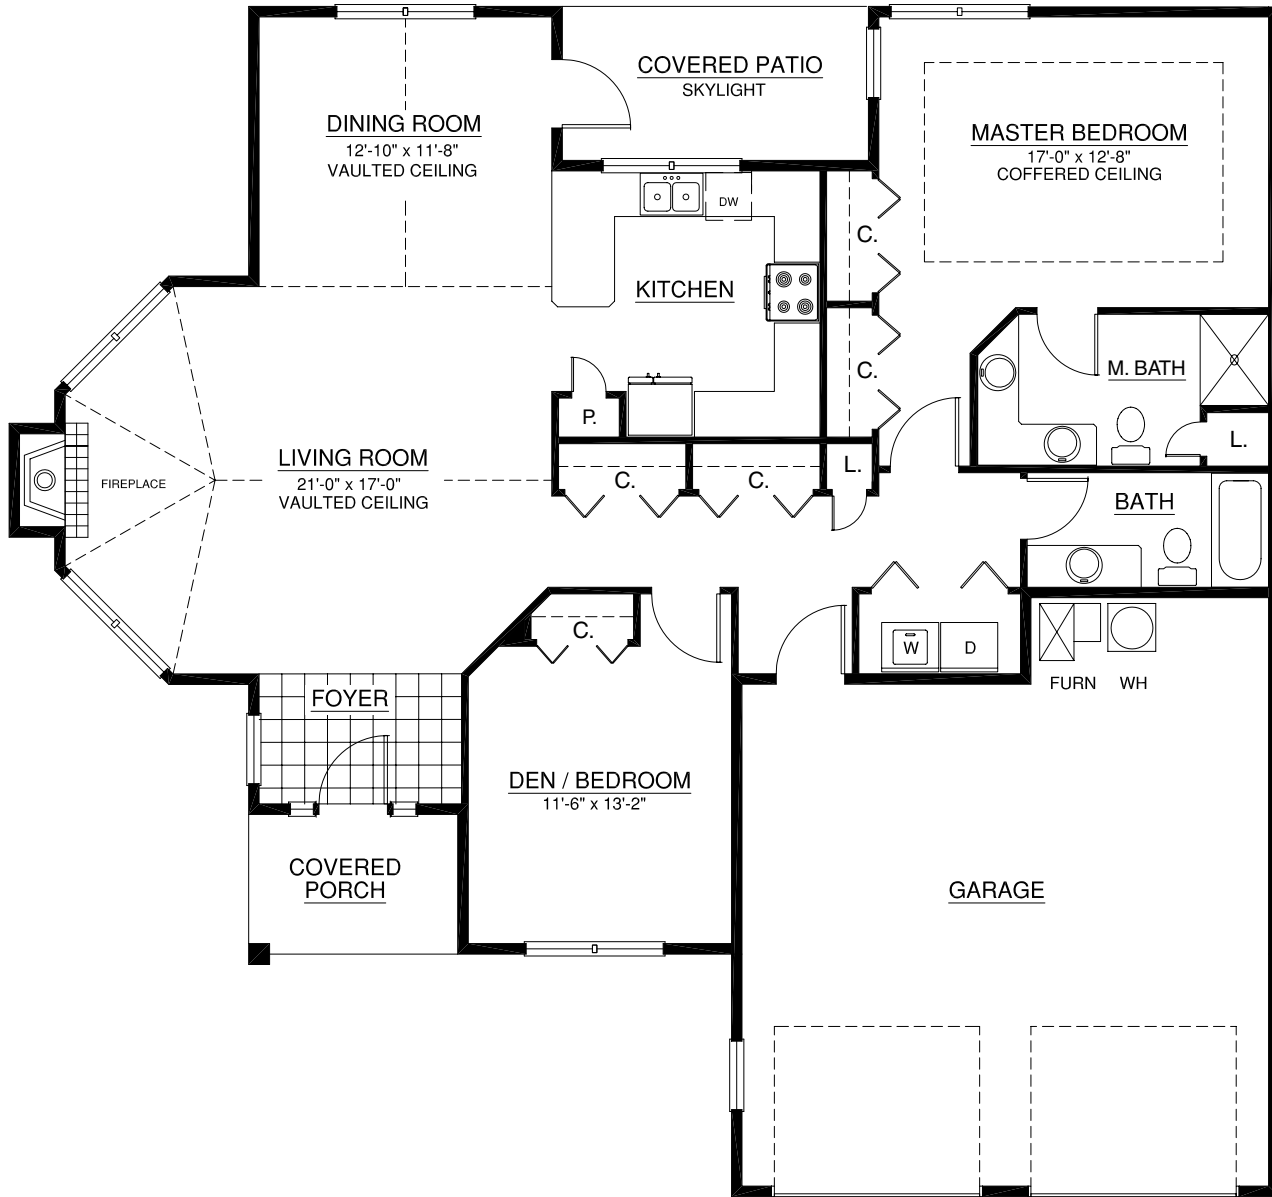 COVERED PATIO
SKYLIGHT
DINING ROOM
12'-10" x 11'-8"
VAULTED CEILING
MASTER BEDROOM
17'-0" x 12'-8"
COFFERED CEILING
DW
C.
KITCHEN
C.
M. BATH
P.
L.
LIVING ROOM
21'-0" x 17'-0"
VAULTED CEILING
FIREPLACE
C.
C.
L.
BATH
C.
W
D
FURN
WH
FOYER
DEN / BEDROOM
11'-6" x 13'-2"
COVERED
PORCH
GARAGE